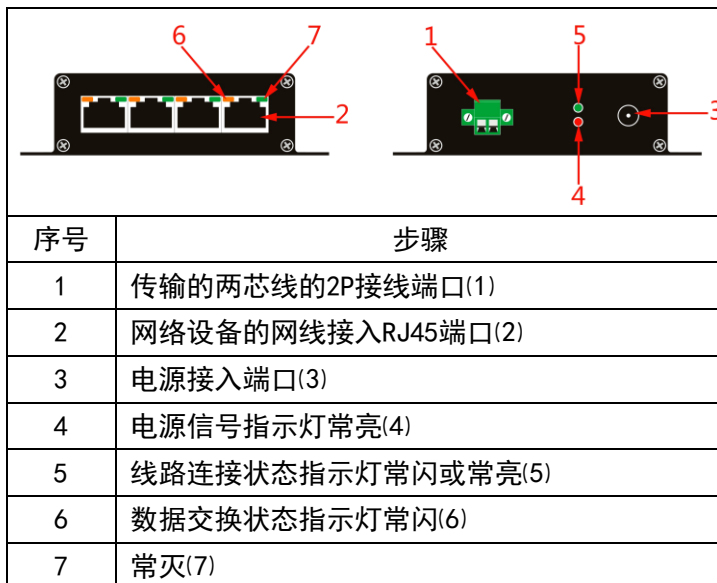 6 7 1 5
2 3
4
序号 步骤
1 传输的两芯线的2P接线端口(1)
2 网络设备的网线接入RJ45端口(2)
3 电源接入端口(3)
4 电源信号指示灯常亮(4)
5 线路连接状态指示灯常闪或常亮(5)
6 数据交换状态指示灯常闪(6)
7 常灭(7)